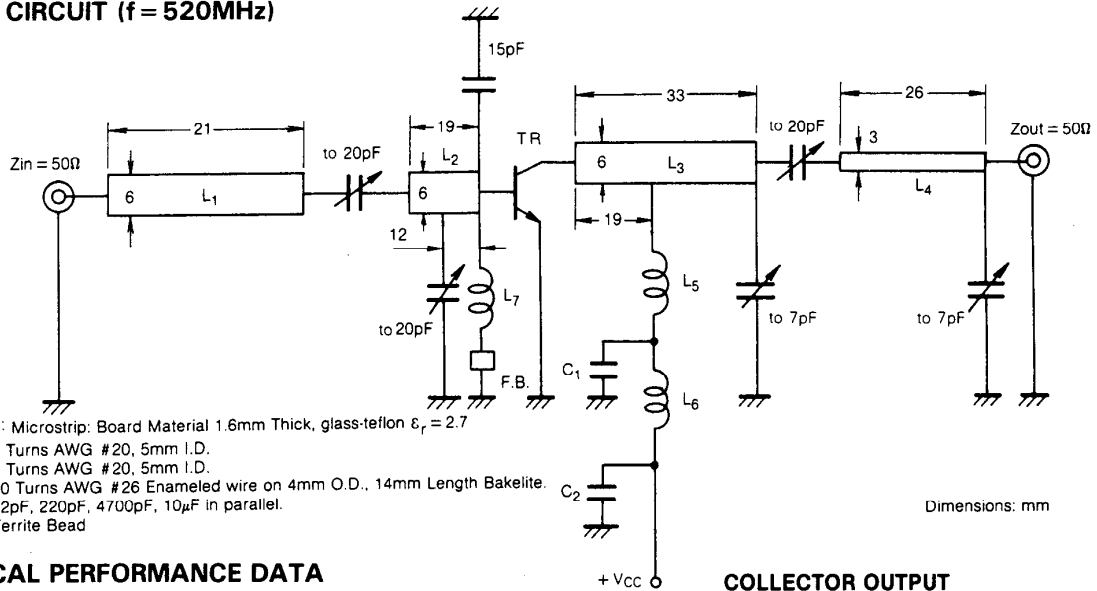 CIRCUIT (f = 520MHz)
15pF
21
19
33
26
to 20pF
L2
TR
to 20pF
3
Zout = 50Ω
Zin = 50Ω
6
L1
6
6
L3
L4
12
19
to 20pF
L7
L5
to 7pF
to 7pF
F.B.
C1
L6
: Microstrip: Board Material 1.6mm Thick, glass-teflon εr = 2.7
Turns AWG #20, 5mm I.D.
Turns AWG #20, 5mm I.D.
0 Turns AWG #26 Enameled wire on 4mm O.D., 14mm Length Bakelite.
2pF, 220pF, 4700pF, 10μF in parallel.
Ferrite Bead
C2
Dimensions: mm
CAL PERFORMANCE DATA
+ VCC
COLLECTOR OUTPUT